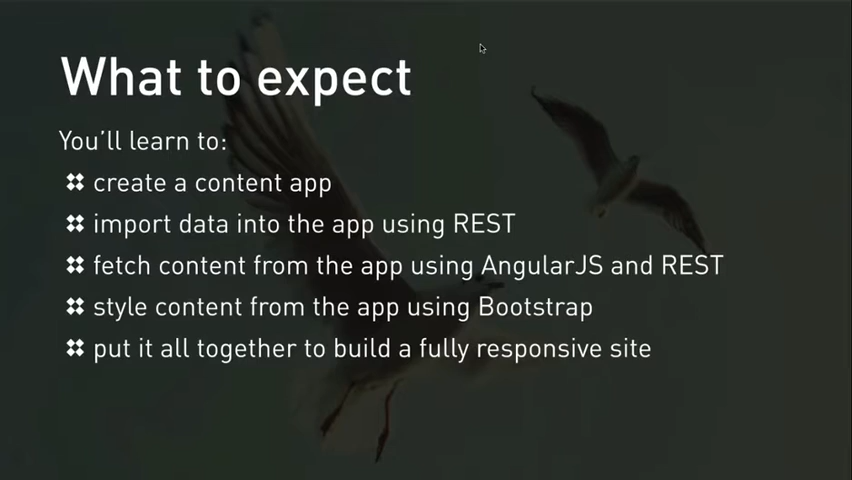 What to expect
You'll learn to:
create a content app
import data into the app using REST
fetch content from the app using AngularJS and REST
style content from the app using Bootstrap
put it all together to build a fully responsive site